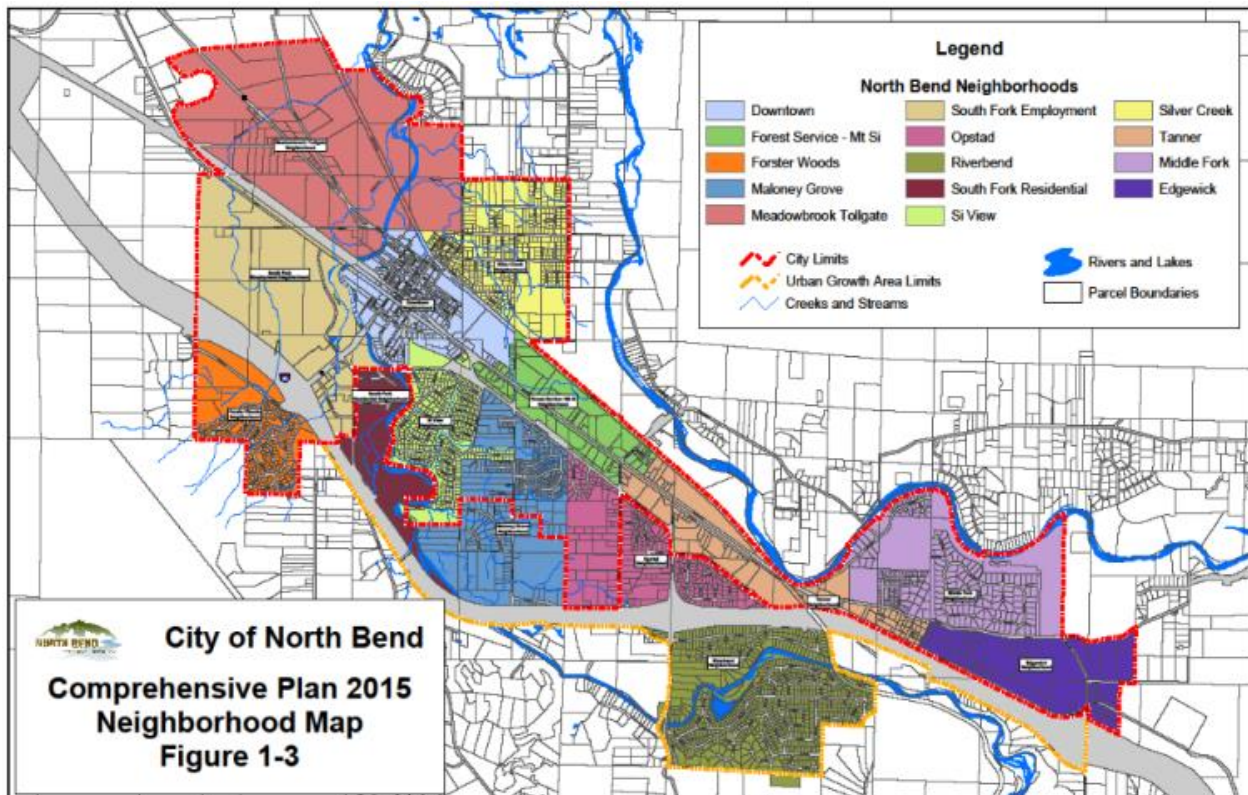 Legend
North Bend Neighborhoods
Downtown
Forest Service - Mt Si
Forster Woods
Maloney Grove
Meadowbrook Tollgate
South Fork Employment
Opstad
Riverbend
South Fork Residential
Si View
Silver Creek
Tanner
Middle Fork
Edgewick
City Limits
Urban Growth Area Limits
Creeks and Streams
Rivers and Lakes
Parcel Boundaries
NORTH BEND
City of North Bend
Comprehensive Plan 2015
Neighborhood Map
Figure 1-3